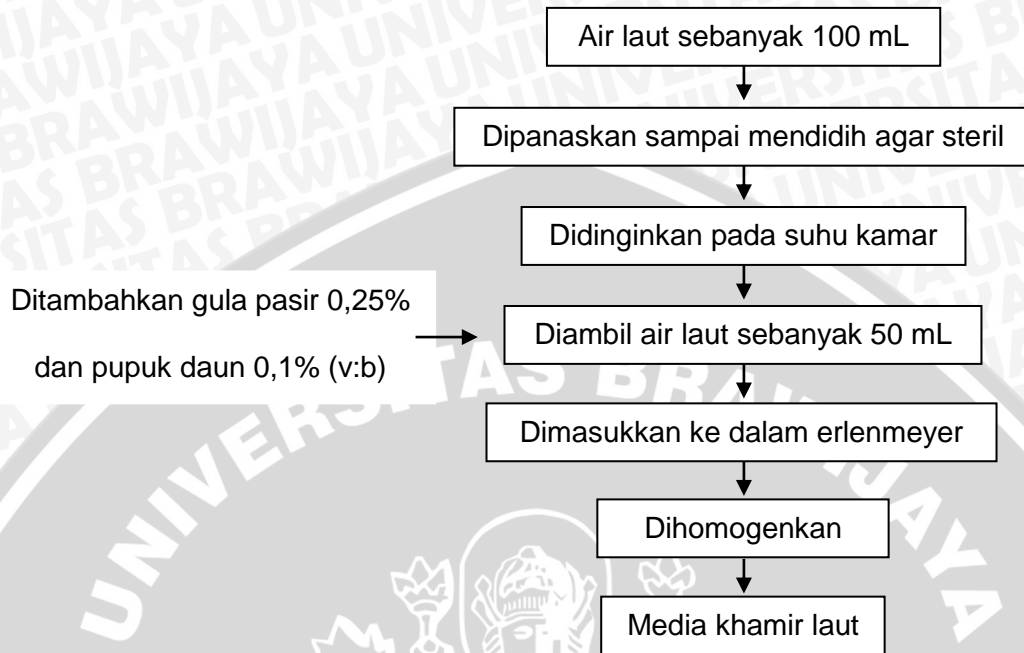 Air laut sebanyak 100 mL
Dipanaskan sampai mendidih agar steril
Didinginkan pada suhu kamar
Ditambahkan gula pasir 0,25%
dan pupuk daun 0,1% (v:b)
Diambil air laut sebanyak 50 mL
Dimasukkan ke dalam erlenmeyer
Dihomogenkan
Media khamir laut
UNIVERSITAS BRAWIJAYA